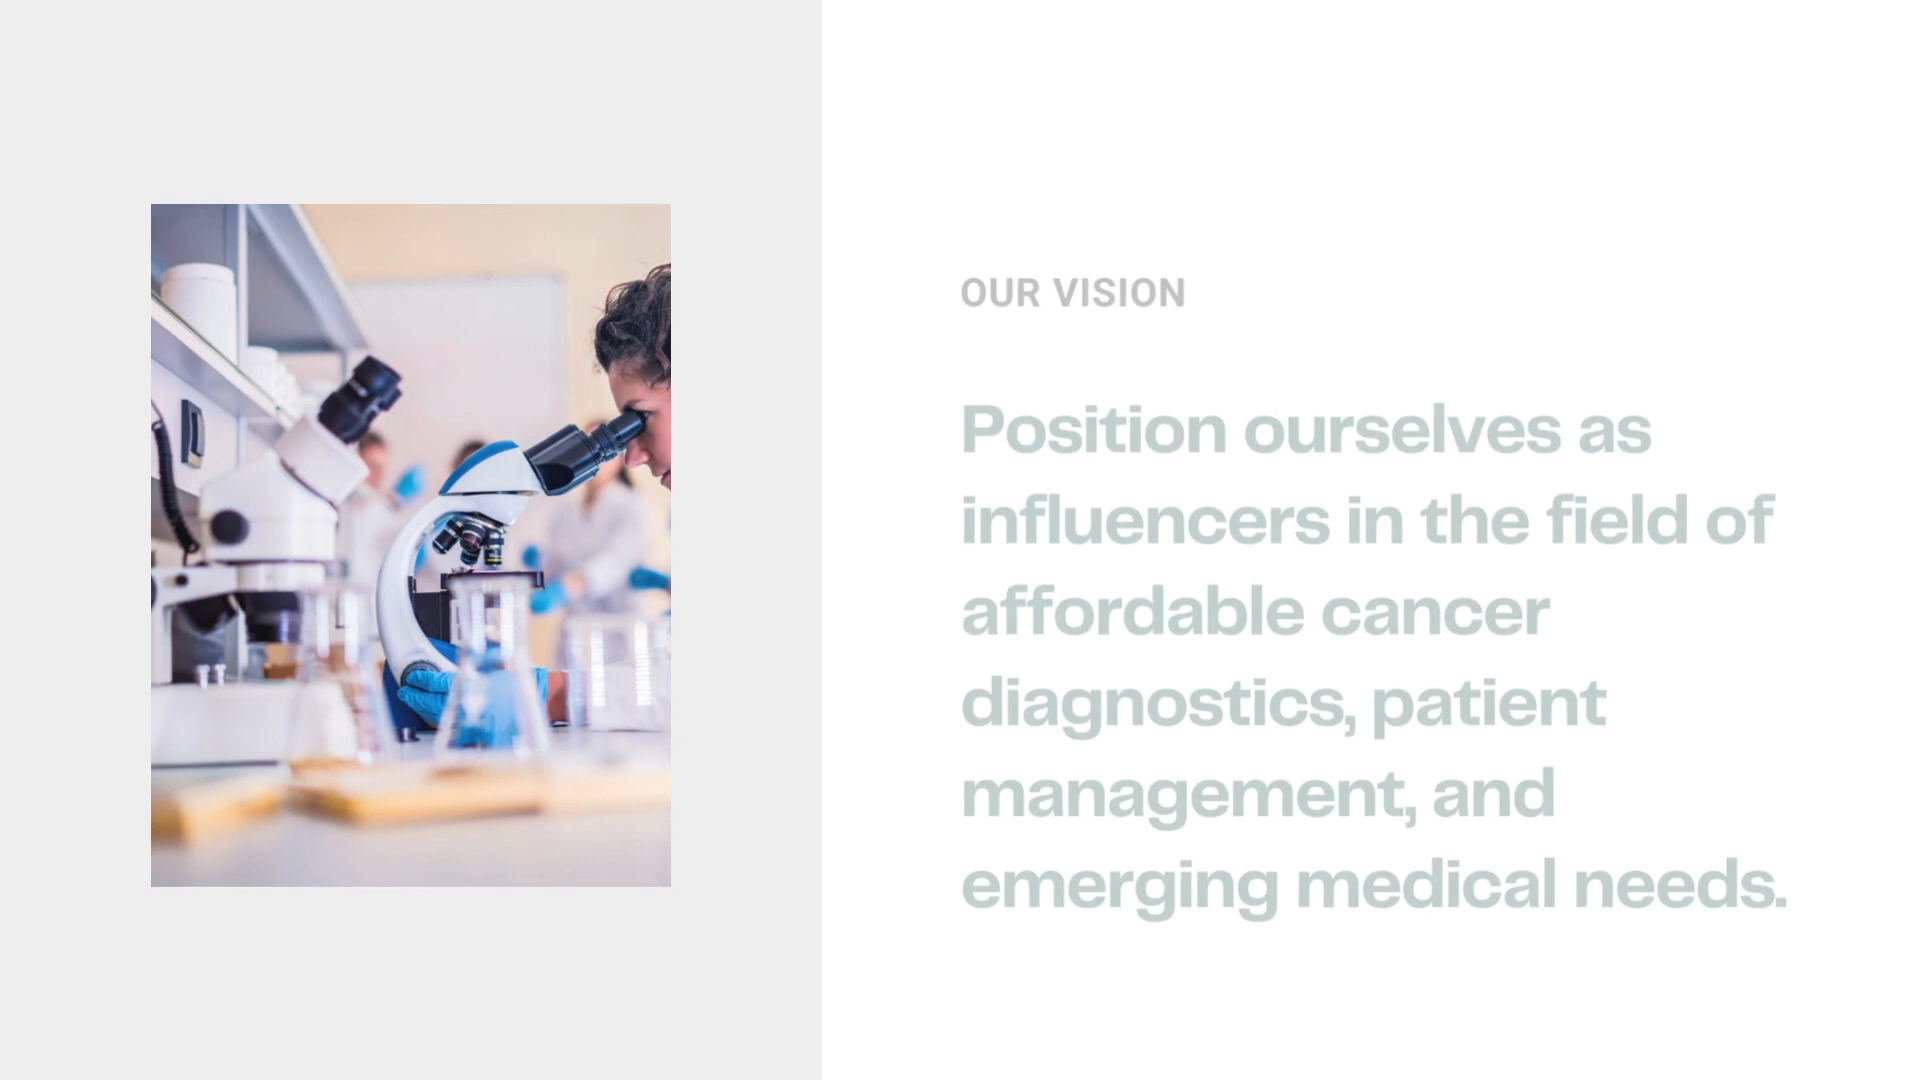 OUR VISION
Position ourselves as
influencers in the field of
affordable cancer
diagnostics, patient
management, and
emerging medical needs.